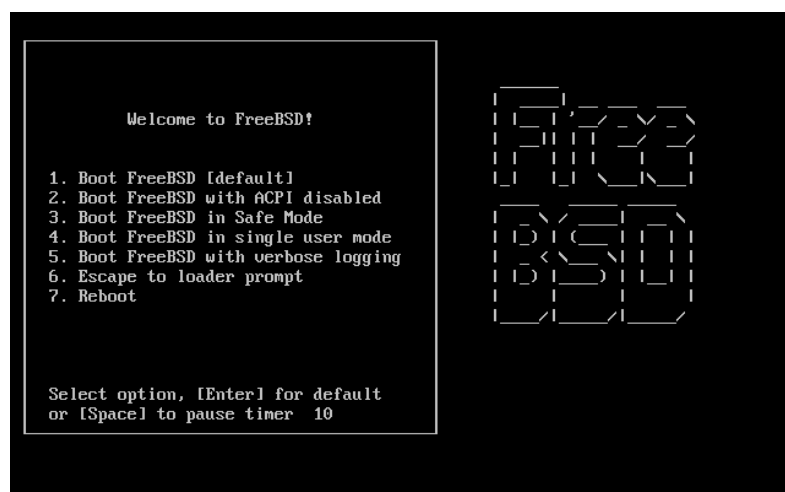 Welcome to FreeBSD!
1. Boot FreeBSD [default]
2. Boot FreeBSD with ACPI disabled
3. Boot FreeBSD in Safe Mode
4. Boot FreeBSD in single user mode
5. Boot FreeBSD with verbose logging
6. Escape to loader prompt
7. Reboot
Select option, [Enter] for default
or [Space] to pause timer 10
Free
BSD